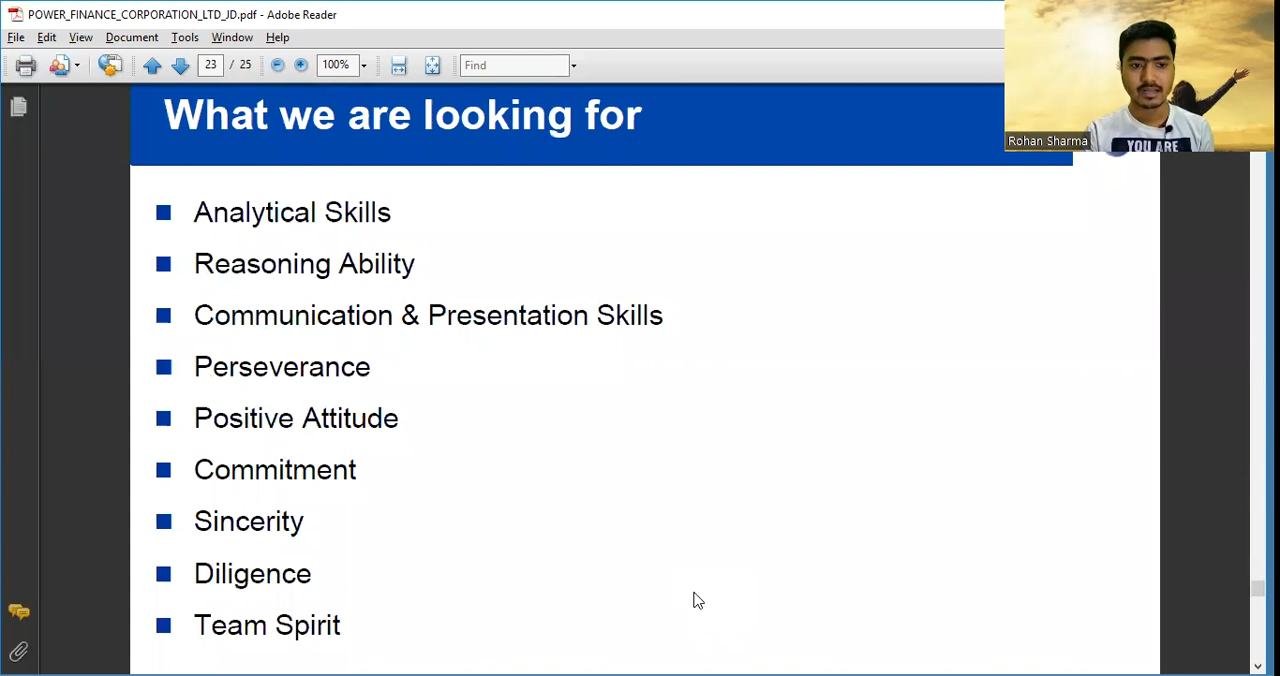 POWER_FINANCE_CORPORATION_LTD_JD.pdf - Adobe Reader
File Edit View Document Tools Window Help
23 / 25 100% Find
What we are looking for
Rohan Sharma
YOU ARE
Analytical Skills
Reasoning Ability
Communication & Presentation Skills
Perseverance
Positive Attitude
Commitment
Sincerity
Diligence
Team Spirit